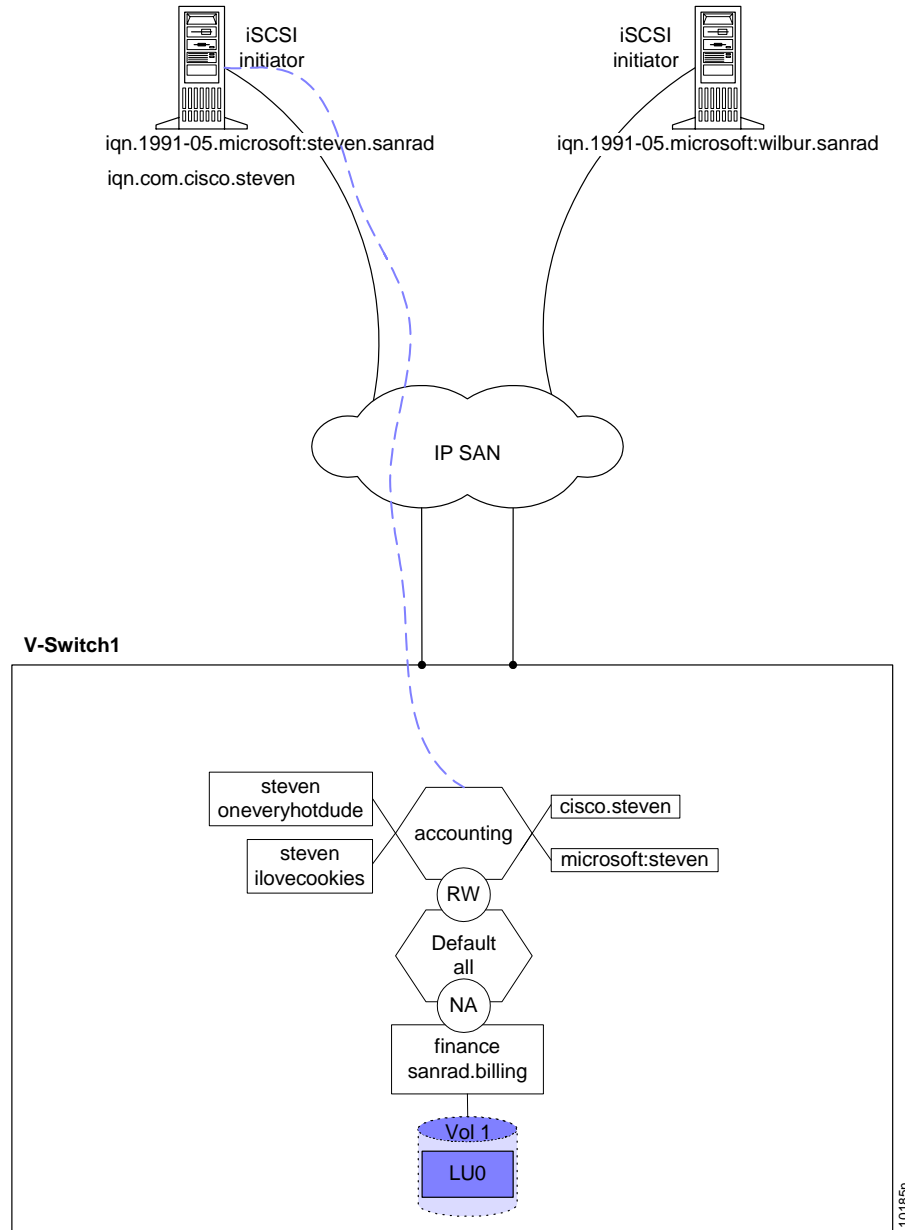 iSCSI
initiator
iSCSI
initiator
iqn.1991-05.microsoft:steven.sanrad
iqn.1991-05.microsoft:wilbur.sanrad
iqn.com.cisco.steven
IP SAN
V-Switch1
steven
oneveryhotdude
cisco.steven
accounting
steven
ilovecookies
microsoft:steven
RW
Default
all
NA
finance
sanrad.billing
Vol 1
LU0
10185n